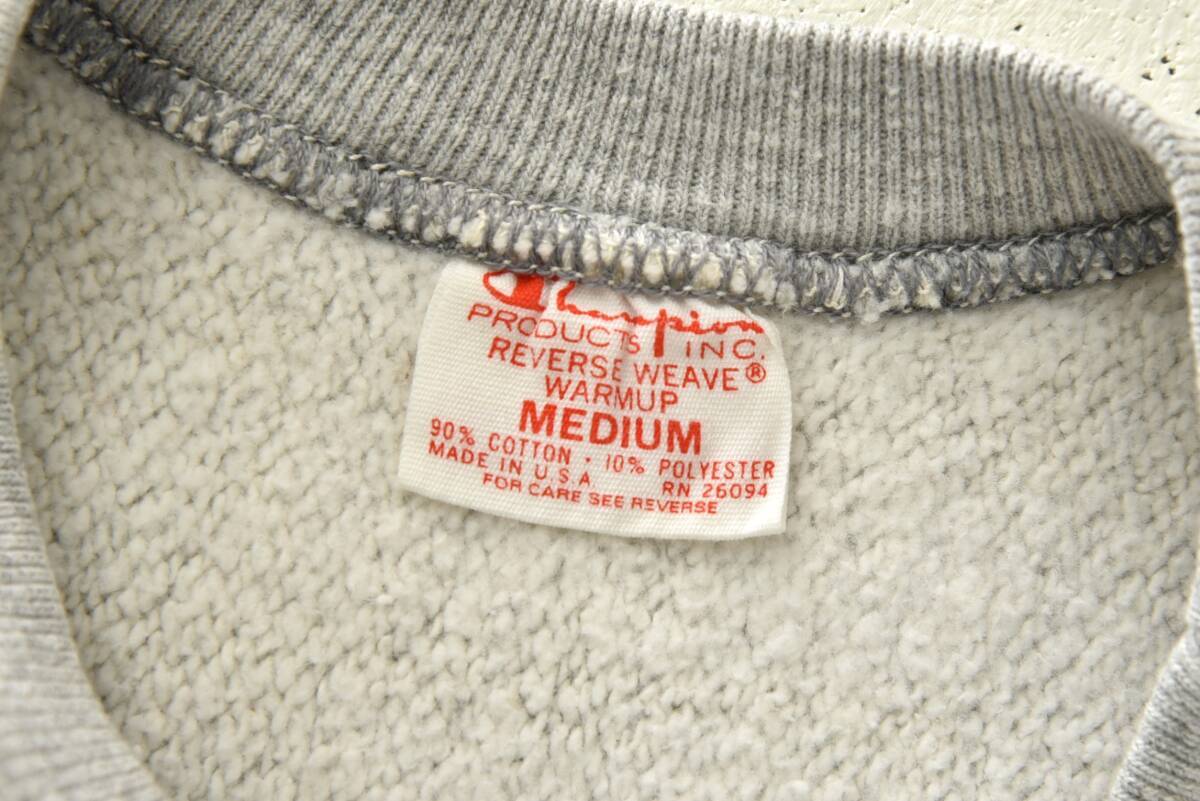 Champion
PRODUCTS INC.
REVERSE WEAVE®
WARMUP
MEDIUM
90% COTTON · 10% POLYESTER
MADE IN U.S.A RN 26094
FOR CARE SEE REVERSE